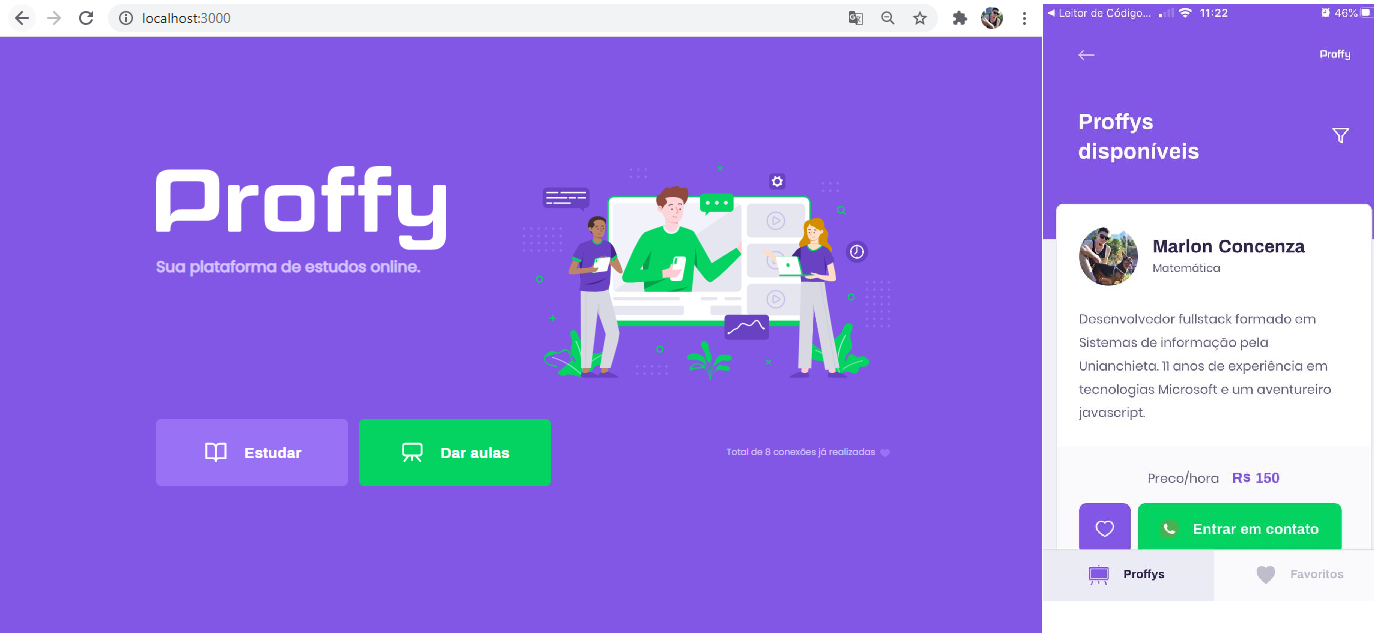 localhost:3000
Proffy
Sua plataforma de estudos online.
Estudar
Dar aulas
Total de 8 conexões já realizadas
Leitor de Código...
11:22
46%
Proffy
Proffys
disponíveis
Marlon Concenza
Matemática
Desenvolvedor fullstack formado em
Sistemas de informação pela
Unianchieta. 11 anos de experiência em
tecnologias Microsoft e um aventureiro
javascript.
Preco/hora R$ 150
Entrar em contato
Proffys
Favoritos